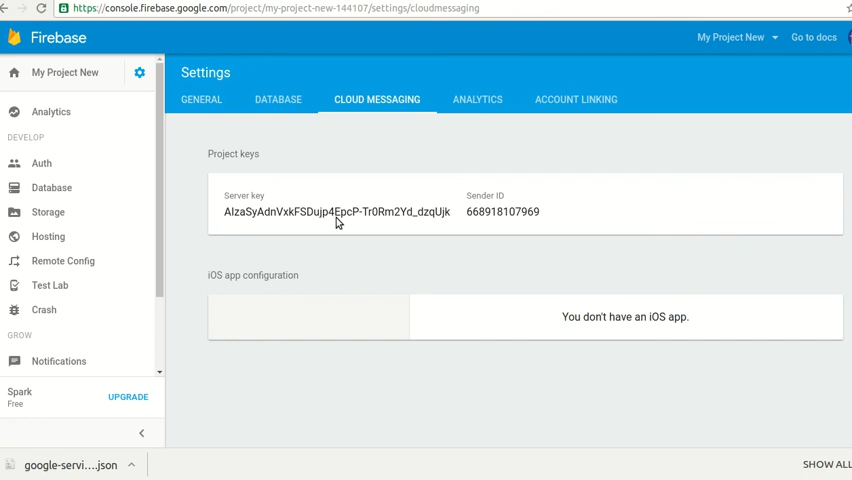 https://console.firebase.google.com/project/my-project-new-144107/settings/cloudmessaging
Firebase
My Project New
Go to docs
My Project New
Settings
GENERAL
DATABASE
CLOUD MESSAGING
ANALYTICS
ACCOUNT LINKING
Analytics
DEVELOP
Auth
Database
Storage
Hosting
Remote Config
Test Lab
Crash
GROW
Notifications
Spark
Free
UPGRADE
Project keys
Server key
AIzaSyAdnVxkFSDujp4EpcP-Tr0Rm2Yd_dzqUjk
Sender ID
668918107969
iOS app configuration
You don't have an iOS app.
google-servi....json
SHOW ALL